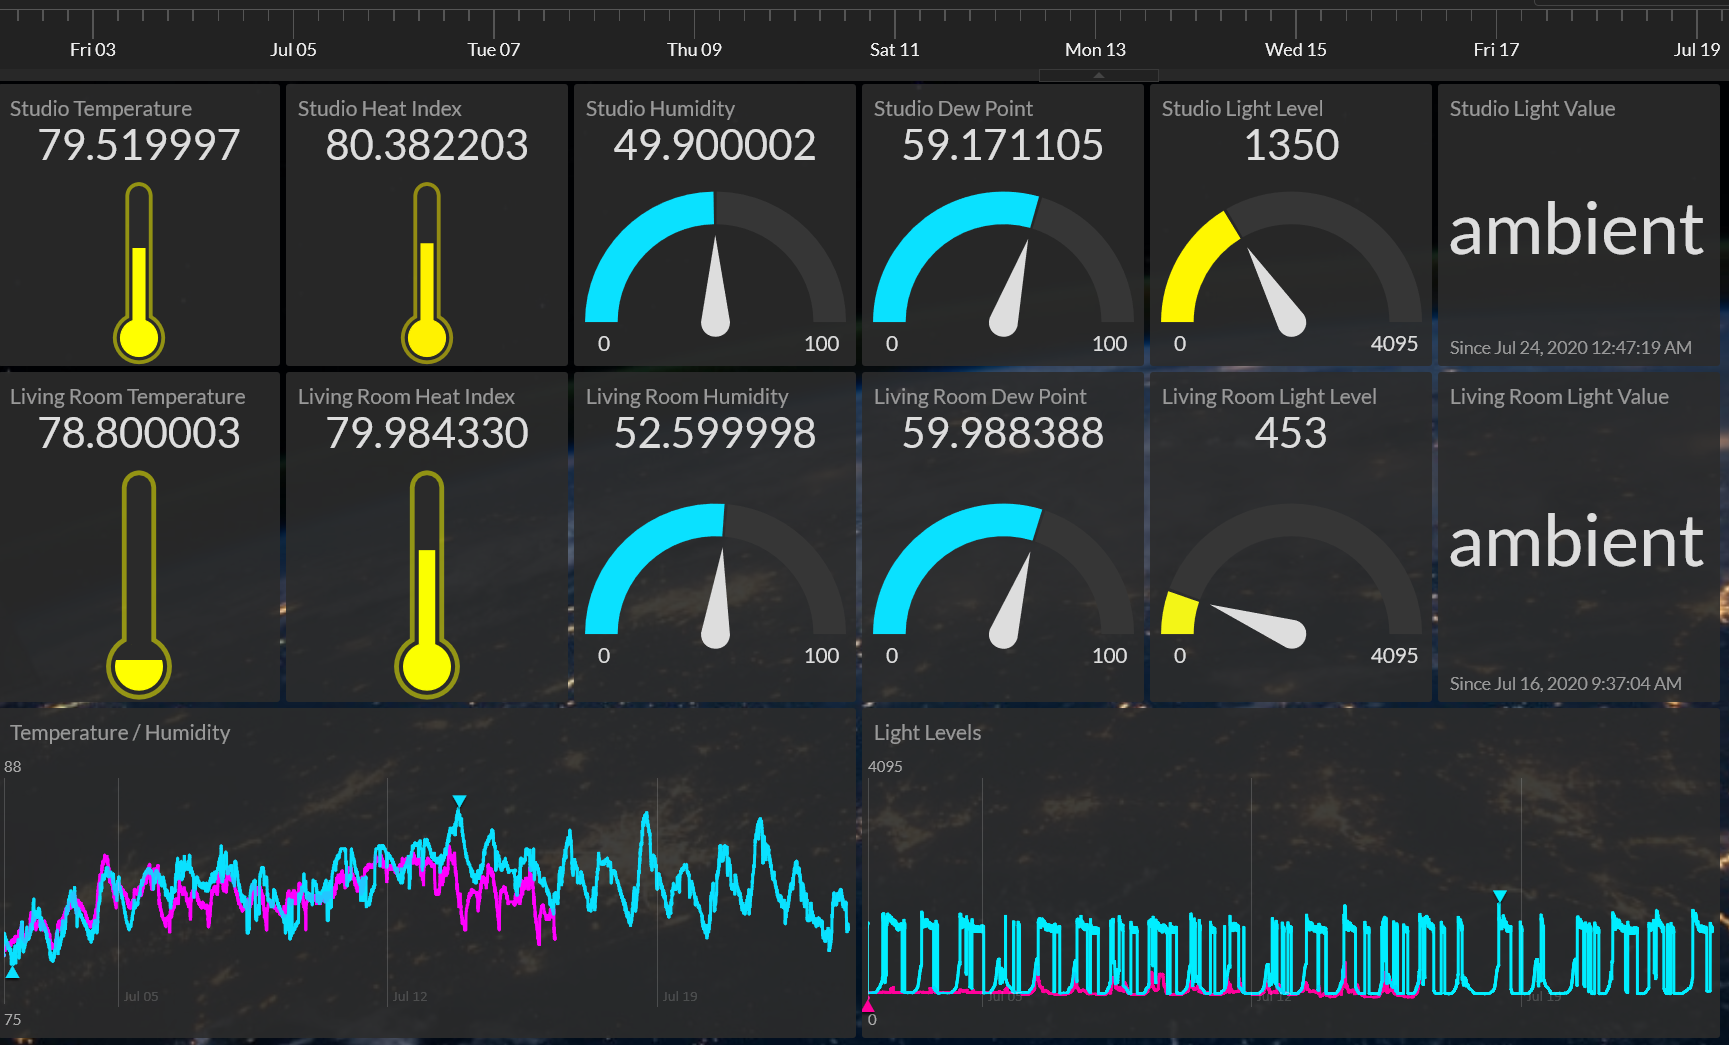 Fri 03
Jul 05
Tue 07
Thu 09
Sat 11
Mon 13
Wed 15
Fri 17
Jul 19
Studio Temperature
79.519997
Studio Heat Index
80.382203
Studio Humidity
49.900002
0
100
Studio Dew Point
59.171105
0
100
Studio Light Level
1350
0
4095
Studio Light Value
ambient
Since Jul 24, 2020 12:47:19 AM
Living Room Temperature
78.800003
Living Room Heat Index
79.984330
Living Room Humidity
52.599998
0
100
Living Room Dew Point
59.988388
0
100
Living Room Light Level
453
0
4095
Living Room Light Value
ambient
Since Jul 16, 2020 9:37:04 AM
Temperature / Humidity
88
Jul 05
Jul 12
Jul 19
75
Light Levels
4095
Jul 05
Jul 12
Jul 19
0